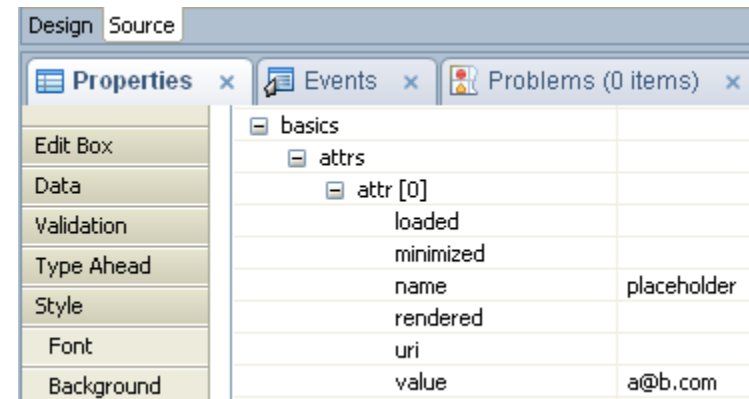 Design Source
Properties Events Problems (0 items)
basics
Edit Box
attrs
Data
attr [0]
Validation
loaded
minimized
Type Ahead
name placeholder
Style
rendered
Font
uri
Background
value a@b.com